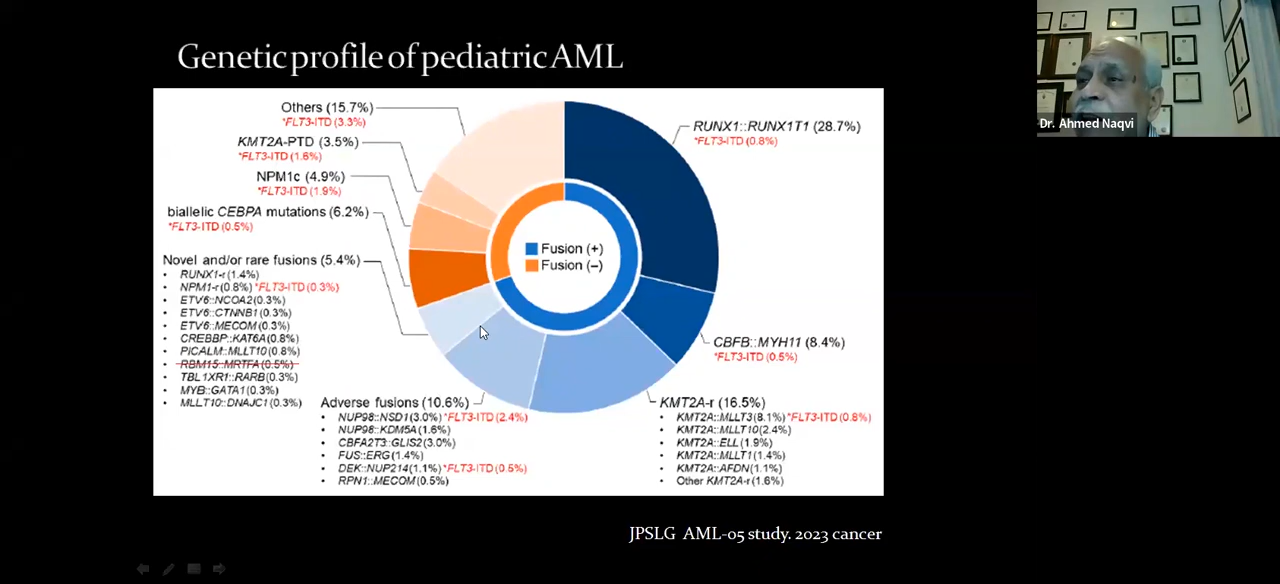 Genetic profile of pediatric AML
Others (15.7%)
*FLT3-ITD (3.3%)
KMT2A-PTD (3.5%)
*FLT3-ITD (1.6%)
NPM1c (4.9%)
*FLT3-ITD (1.9%)
biallelic CEBPA mutations (6.2%)
*FLT3-ITD (0.5%)
Novel and/or rare fusions (5.4%)
• RUNX1-r (1.4%)
• NPM1-r (0.8%) *FLT3-ITD (0.3%)
• ETV6::NCOA2 (0.3%)
• ETV6::CTNNB1 (0.3%)
• ETV6::MECOM (0.3%)
• CREBBP::KAT6A (0.8%)
• PICALM::MLLT10 (0.8%)
• RBM15::MRTFA (0.5%)
• TBL1XR1::RARB (0.3%)
• MYB::GATA1 (0.3%)
• MLLT10::DNAJC1 (0.3%)
Fusion (+)
Fusion (–)
RUNX1::RUNX1T1 (28.7%)
*FLT3-ITD (0.8%)
CBFB::MYH11 (8.4%)
*FLT3-ITD (0.5%)
Adverse fusions (10.6%)
• NUP98::NSD1 (3.0%) *FLT3-ITD (2.4%)
• NUP98::KDM5A (1.6%)
• CBFA2T3::GLIS2 (3.0%)
• FUS::ERG (1.4%)
• DEK::NUP214 (1.1%) *FLT3-ITD (0.5%)
• RPN1::MECOM (0.5%)
KMT2A-r (16.5%)
• KMT2A::MLLT3 (8.1%) *FLT3-ITD (0.8%)
• KMT2A::MLLT10 (2.4%)
• KMT2A::ELL (1.9%)
• KMT2A::MLLT1 (1.4%)
• KMT2A::AFDN (1.1%)
• Other KMT2A-r (1.6%)
JPSLG AML-05 study. 2023 cancer
Dr. Ahmed Naqvi